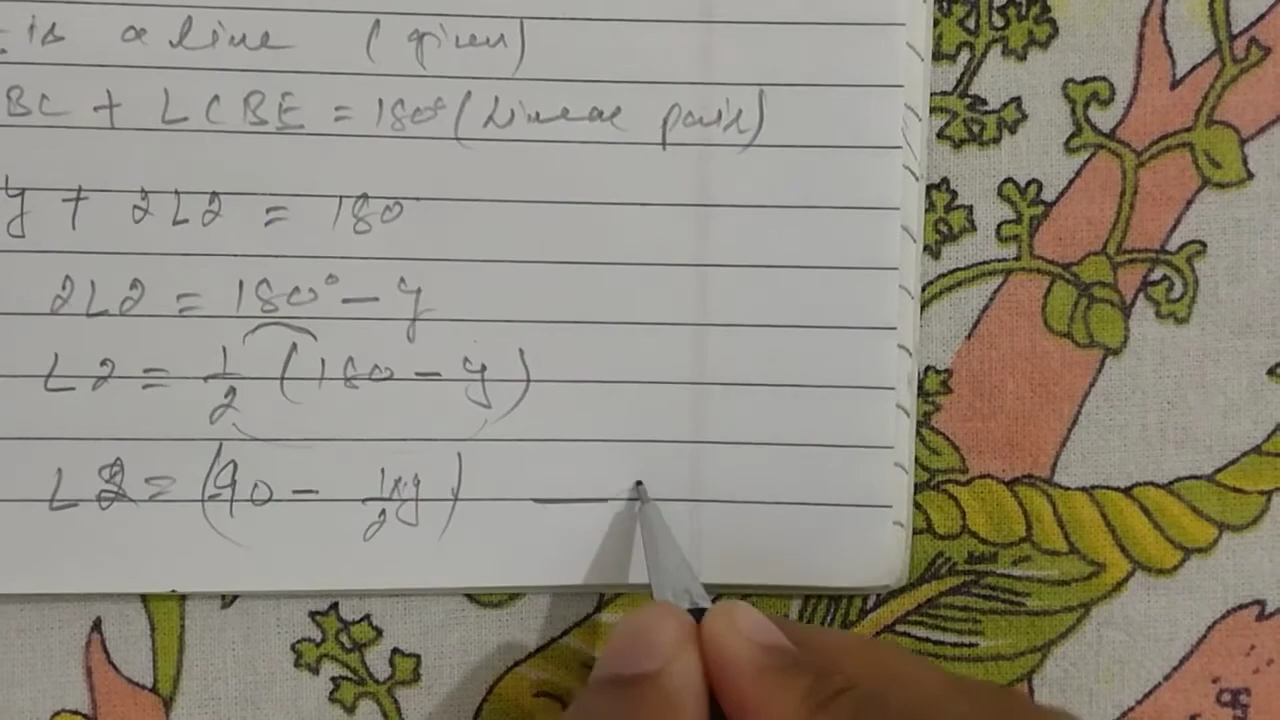 is a line (given)
BC + ∠CBE = 180° (Linear pair)
y + 2∠2 = 180
2∠2 = 180° - y
∠2 = 1/2 (180 - y)
∠2 = (90 - 1/2 × y) —